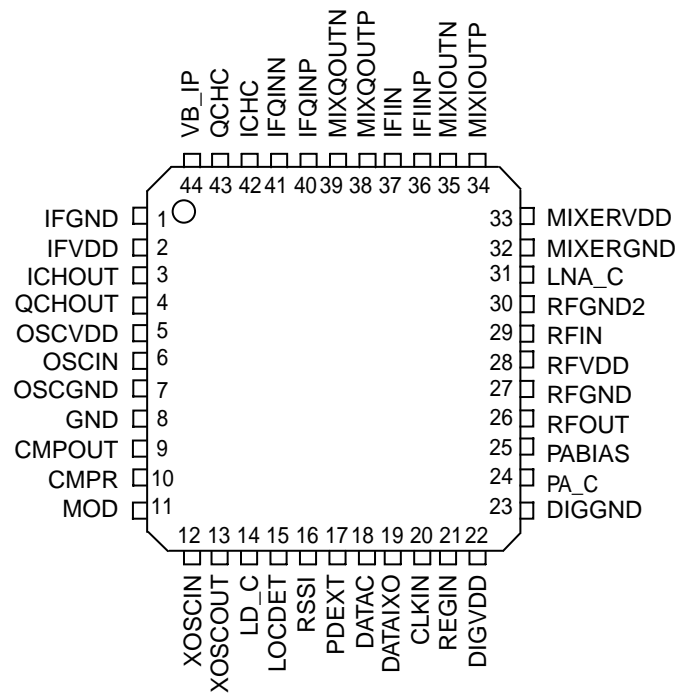 VB_IP
QCHC
ICHC
IFQINN
IFQINP
MIXQOUTN
MIXQOUTP
IFIIN
IFIINP
MIXIOUTN
MIXIOUTP
44 43 42 41 40 39 38 37 36 35 34
IFGND 1
IFVDD 2
ICHOUT 3
QCHOUT 4
OSCVDD 5
OSCIN 6
OSCGND 7
GND 8
CMPOUT 9
CMPR 10
MOD 11
33 MIXERVDD
32 MIXERGND
31 LNA_C
30 RFGND2
29 RFIN
28 RFVDD
27 RFGND
26 RFOUT
25 PABIAS
24 PA_C
23 DIGGND
12 13 14 15 16 17 18 19 20 21 22
XOSCIN
XOSCOUT
LD_C
LOCDET
RSSI
PDEXT
DATAC
DATAIXO
CLKIN
REGIN
DIGVDD